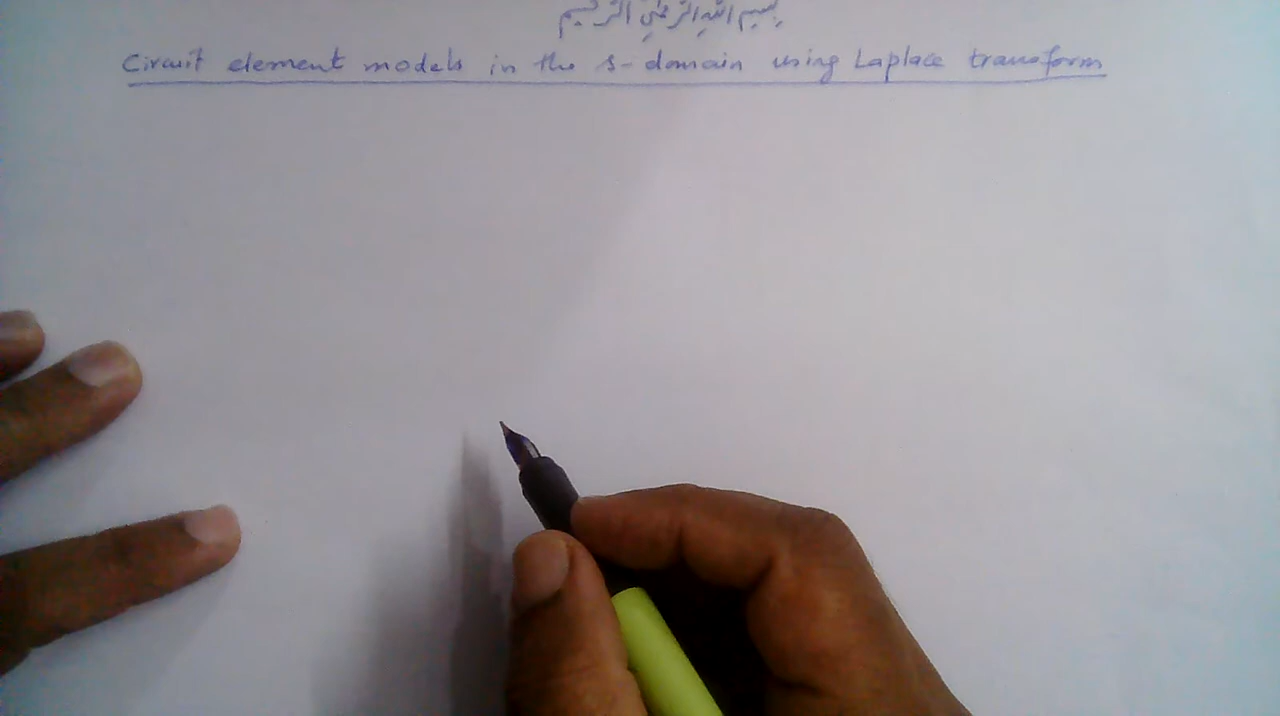 بسم الله الرحمن الرحيم
Circuit element models in the s-domain using Laplace transform